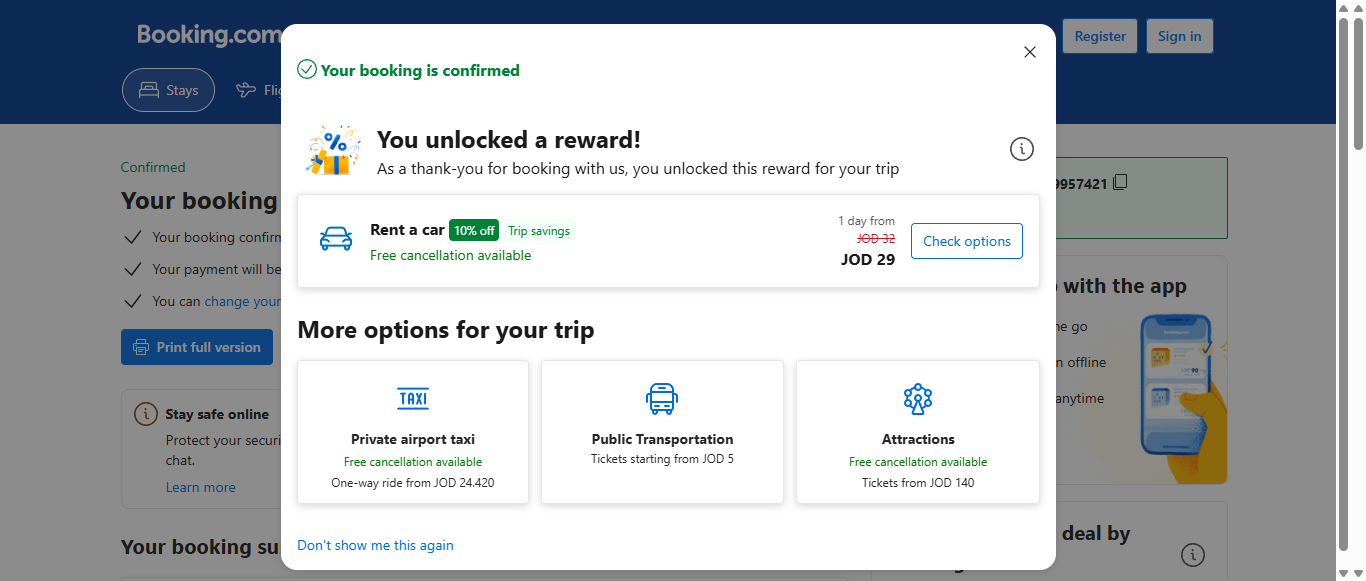 Booking.com
Register
Sign in
Stays
Your booking is confirmed
You unlocked a reward!
As a thank-you for booking with us, you unlocked this reward for your trip
Rent a car 10% off Trip savings
Free cancellation available
1 day from
JOD 32
JOD 29
Check options
More options for your trip
TAXI
Private airport taxi
Free cancellation available
One-way ride from JOD 24.420
Public Transportation
Tickets starting from JOD 5
Attractions
Free cancellation available
Tickets from JOD 140
Don't show me this again
Confirmed
Your booking
Your booking
Your payment will be
You can change your
Print full version
Stay safe online
Protect your
chat.
Learn more
Your booking
9957421
with the app
go
offline
anytime
deal by